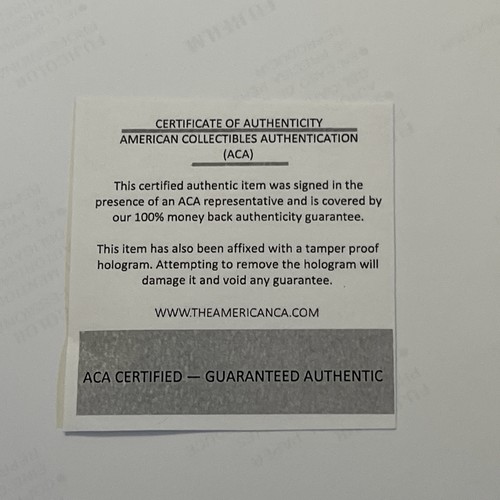 CERTIFICATE OF AUTHENTICITY
AMERICAN COLLECTIBLES AUTHENTICATION
(ACA)
This certified authentic item was signed in the
presence of an ACA representative and is covered by
our 100% money back authenticity guarantee.
This item has also been affixed with a tamper proof
hologram. Attempting to remove the hologram will
damage it and void any guarantee.
WWW.THEAMERICANCA.COM
ACA CERTIFIED — GUARANTEED AUTHENTIC